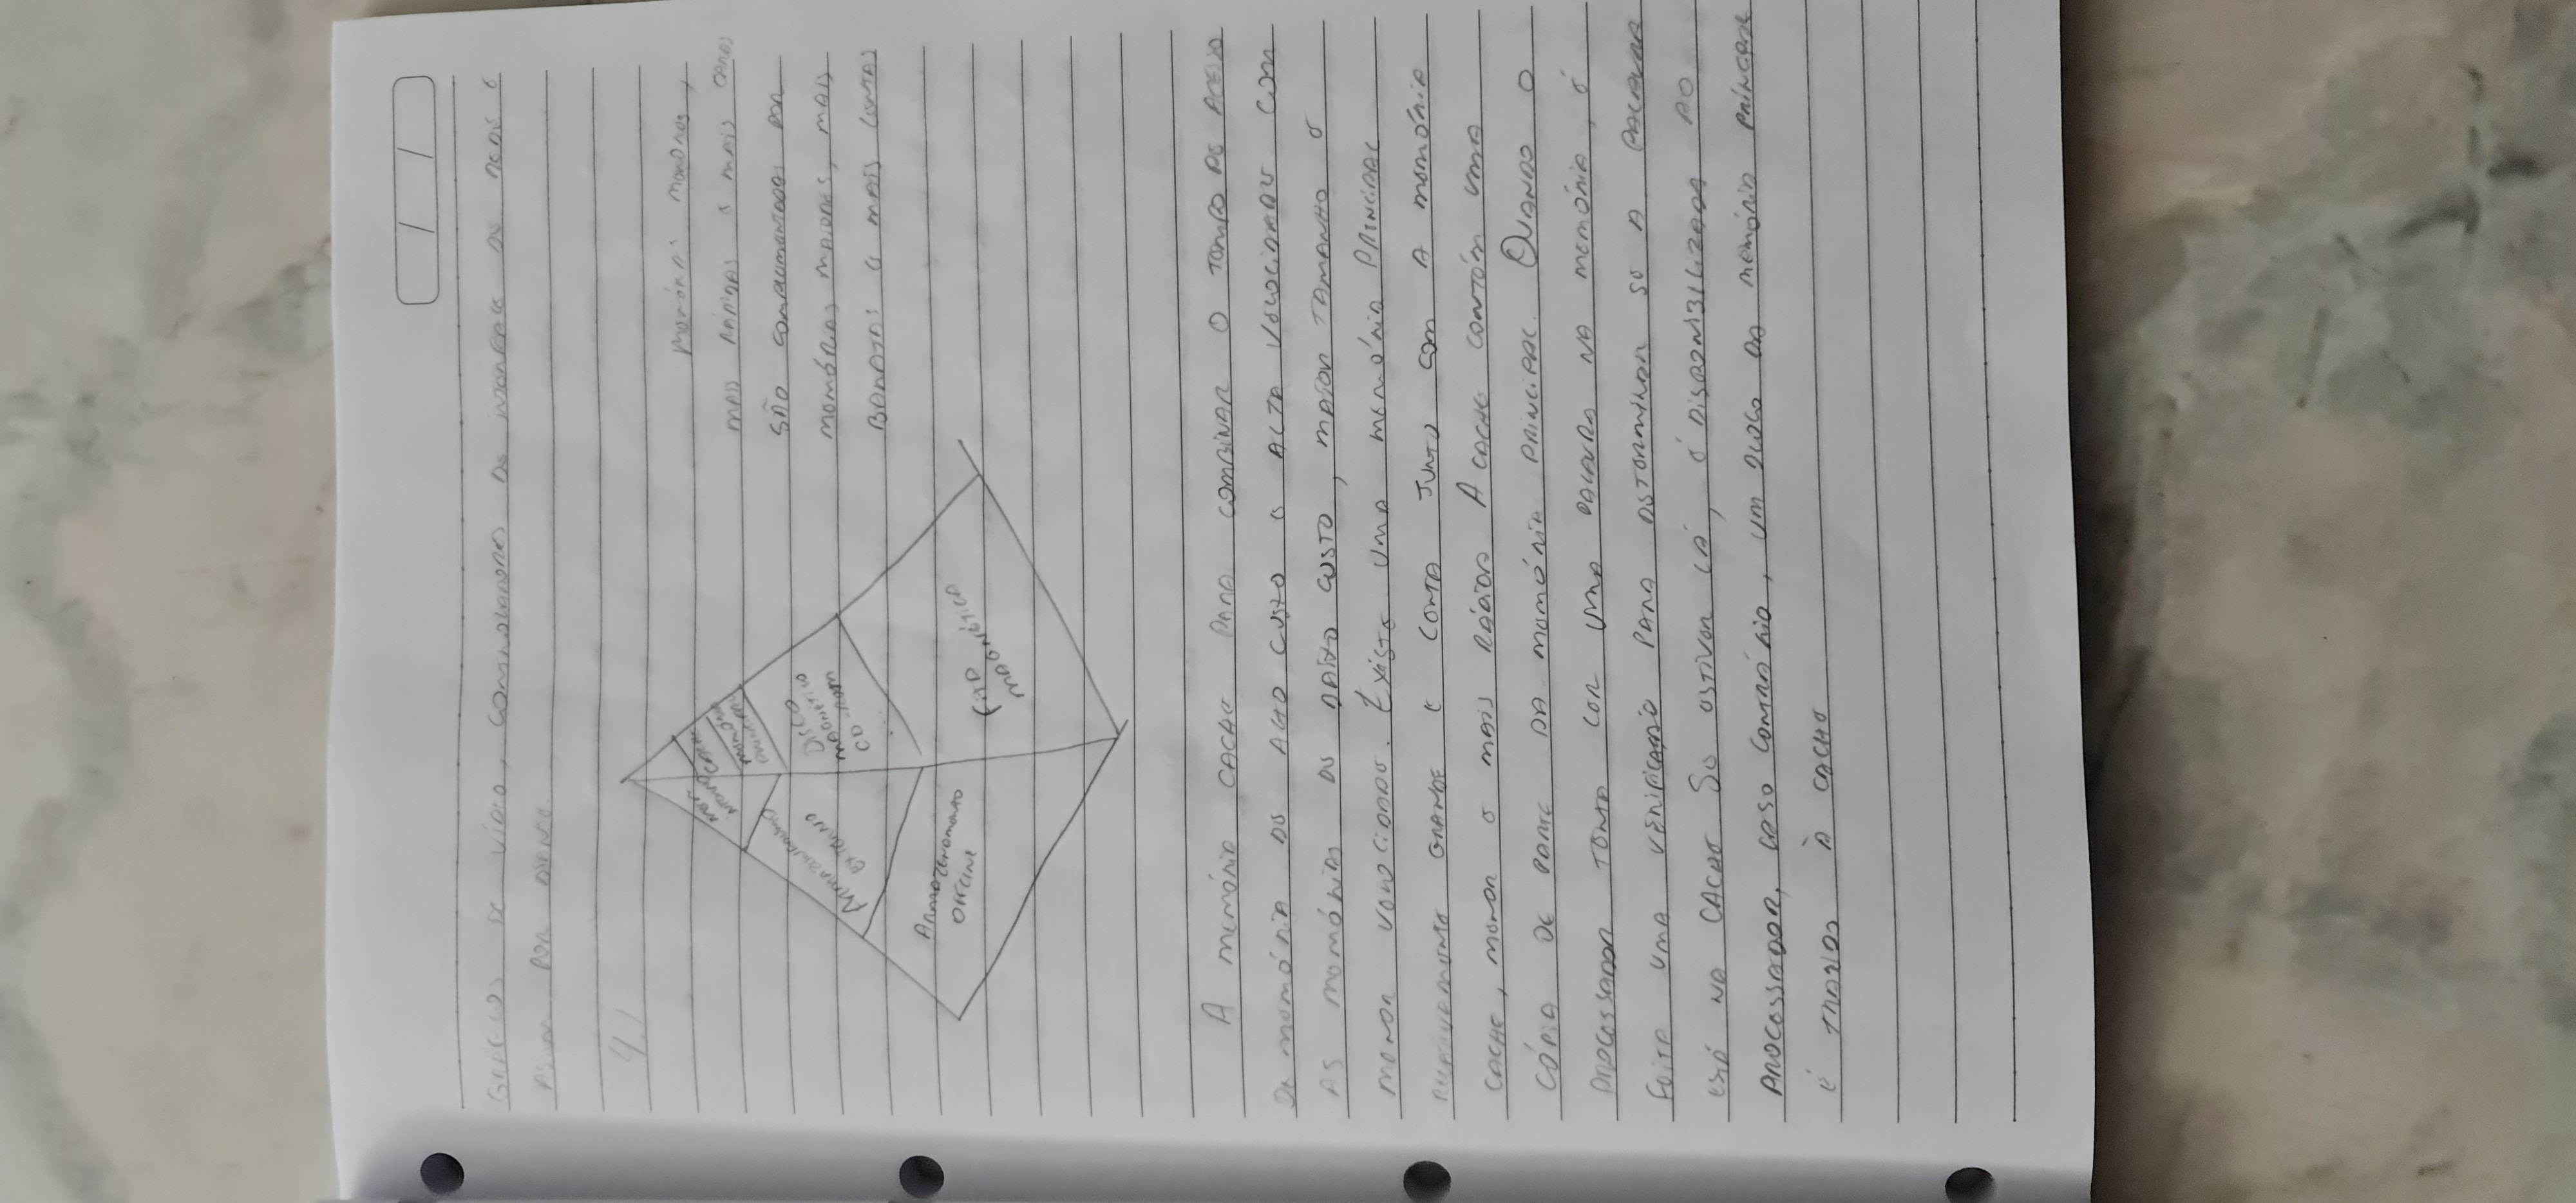 GRÁFICOS DE VÍDEO, CONTROLADORES DE INTERFACE DE REDE E
ASSIM POR DIANTE.
4.1
MEM. INTERNO
CACHE
MEMÓRIA PRINCIPAL
ARMAZENAMENTO EXTERNO
DISCO MAGNÉTICO CD-ROM ...
ARMAZENAMENTO OFFLINE
FITA MAGNÉTICA
MEMÓRIAS MENORES,
MAIS RÁPIDAS E MAIS CARAS
SÃO COMPLEMENTADAS POR
MEMÓRIAS MAIORES, MAIS
BARATAS E MAIS LENTAS
A MEMÓRIA CACHE PARA COMBINAR O TEMPO DE ACESSO
DE MEMÓRIA DE ALTO CUSTO E ALTA VELOCIDADE COM
AS MEMÓRIAS DE BAIXO CUSTO, MAIOR TAMANHO E
MENOR VELOCIDADE. EXISTE UMA MEMÓRIA PRINCIPAL
GRANDE E LENTA JUNTO COM A MEMÓRIA
CACHE, MENOR E MAIS RÁPIDA A CACHE CONTÉM UMA
CÓPIA DE PARTE DA MEMÓRIA PRINCIPAL. QUANDO O
PROCESSADOR TENTA LER UMA PALAVRA NA MEMÓRIA, É
FEITA UMA VERIFICAÇÃO PARA DETERMINAR SE A PALAVRA
ESTÁ NA CACHE SE ESTIVER LÁ, É DISPONIBILIZADA AO
PROCESSADOR, CASO CONTRÁRIO, UM BLOCO DA MEMÓRIA PRINCIPAL
É TRAZIDO À CACHE